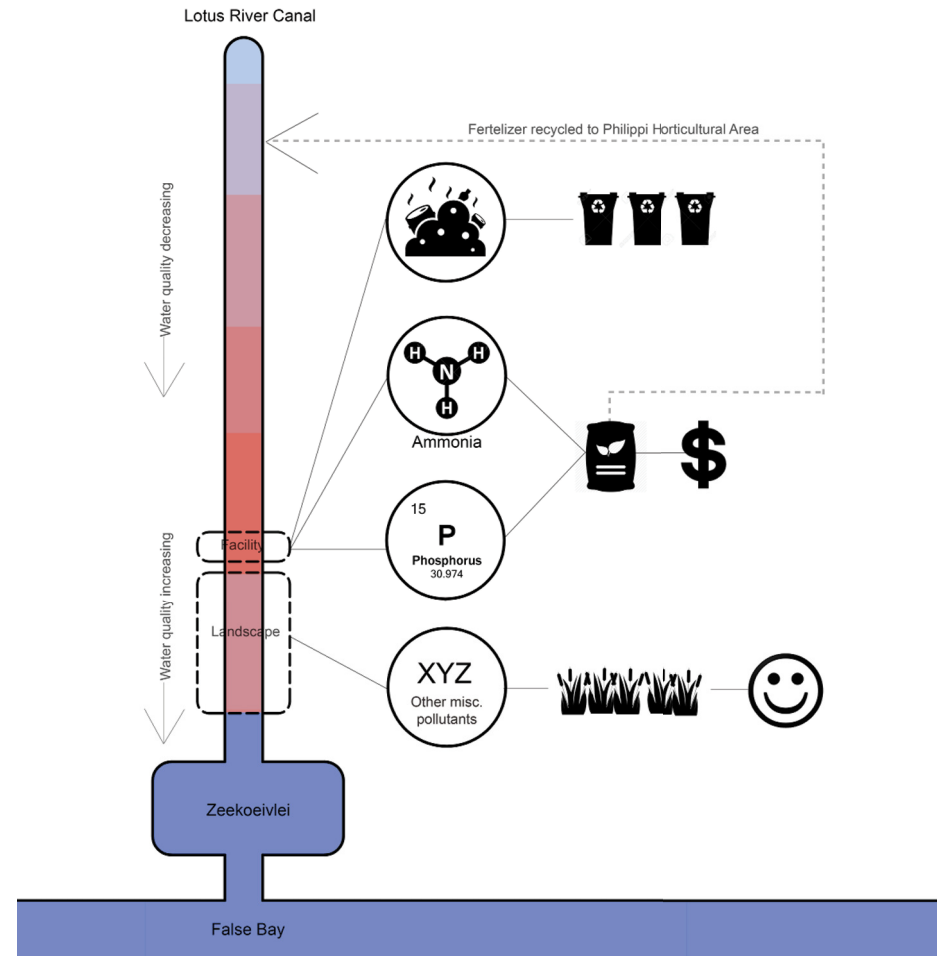 Lotus River Canal
Fertelizer recycled to Philippi Horticultural Area
Water quality decreasing
H
H
N
H
Ammonia
$
15
P
Phosphorus
30.974
Facility
Water quality increasing
Landscape
XYZ
Other misc.
pollutants
Zeekoeivlei
False Bay